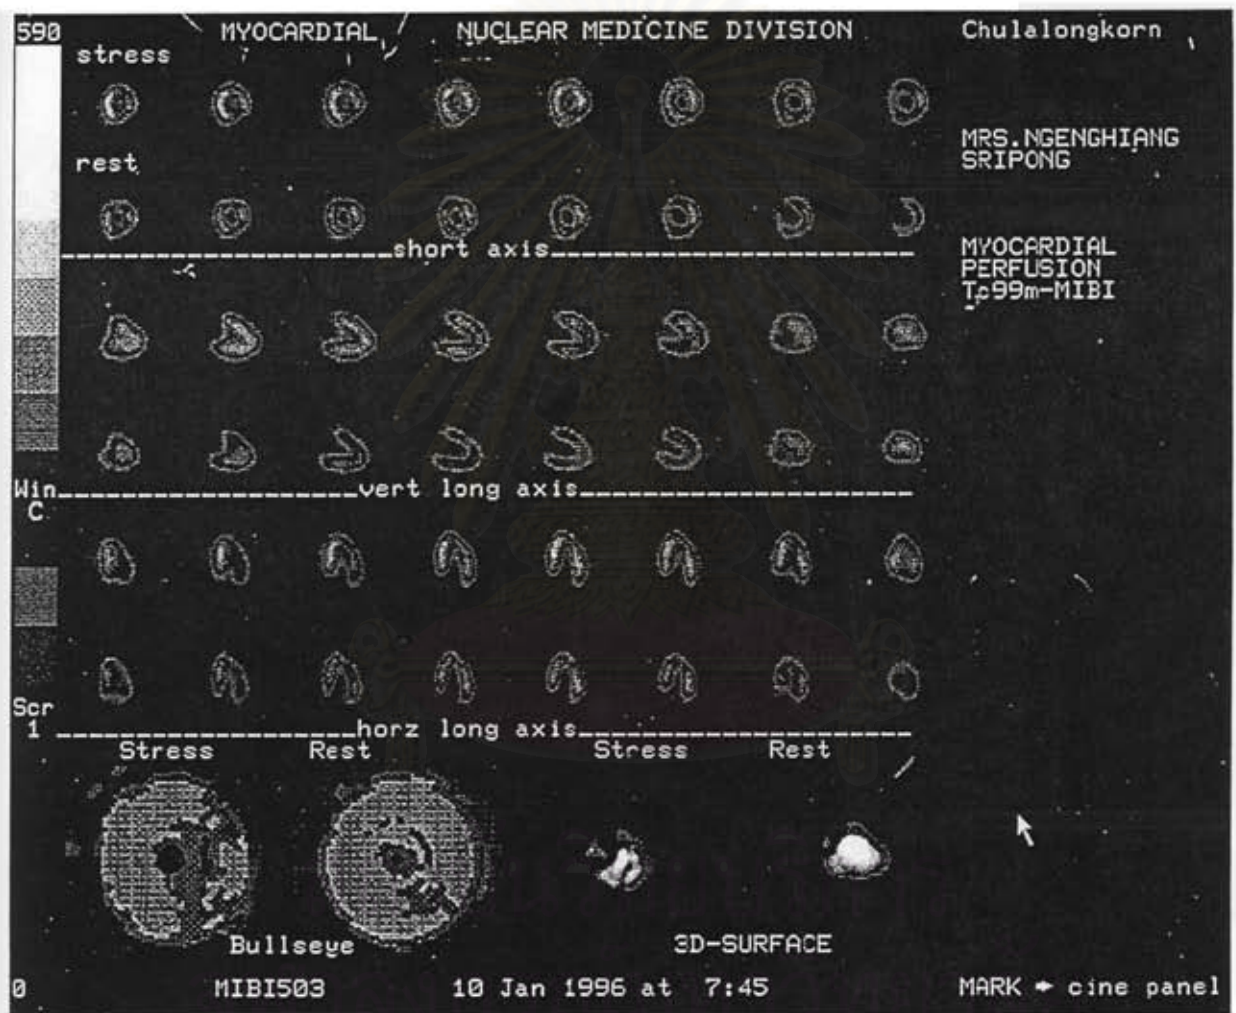 590 MYOCARDIAL NUCLEAR MEDICINE DIVISION Chulalongkorn
stress
MRS.NGENGHIANG
SRIPONG
rest
short axis
MYOCARDIAL
PERFUSION
Tc99m-MIBI
Win vert long axis
C
Scr
1 horz long axis
Stress Rest Stress Rest
Bullseye 3D-SURFACE
0 MIBI503 10 Jan 1996 at 7:45 MARK → cine panel